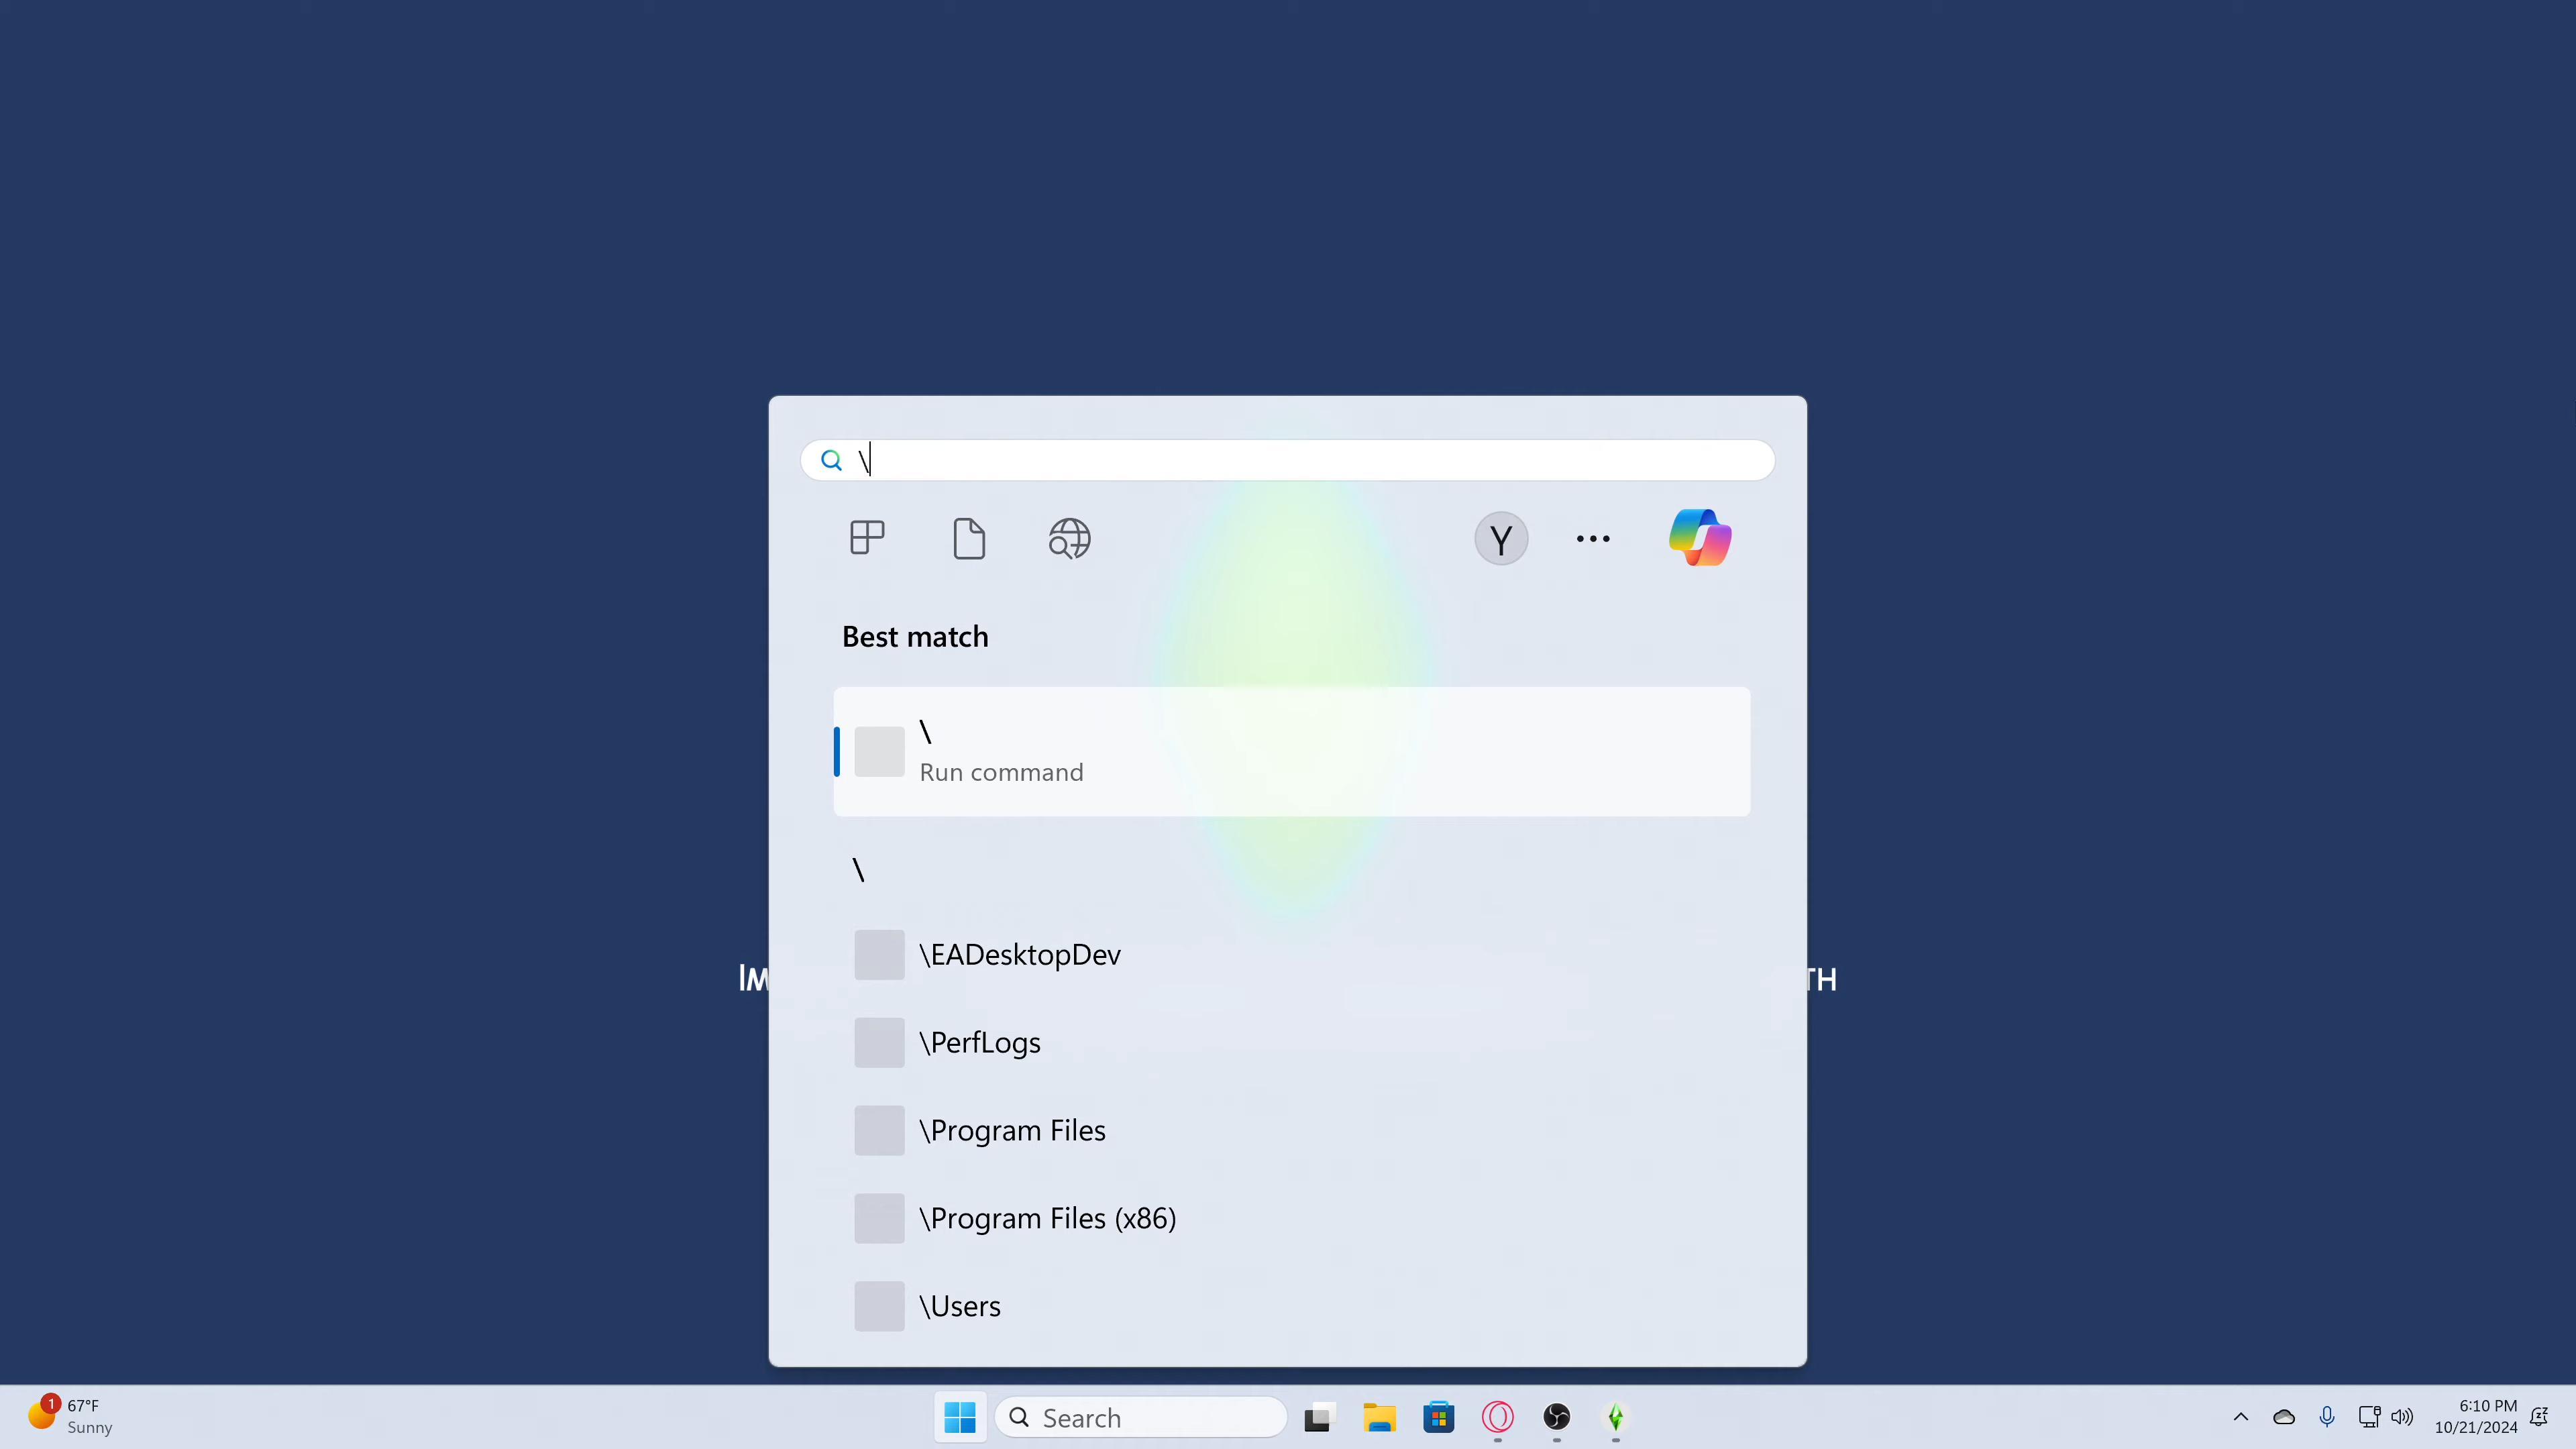 \
Y
Best match
\
Run command
\
\EADesktopDev
\PerfLogs
\Program Files
\Program Files (x86)
\Users
1
67°F
Sunny
Search
6:10 PM
10/21/2024